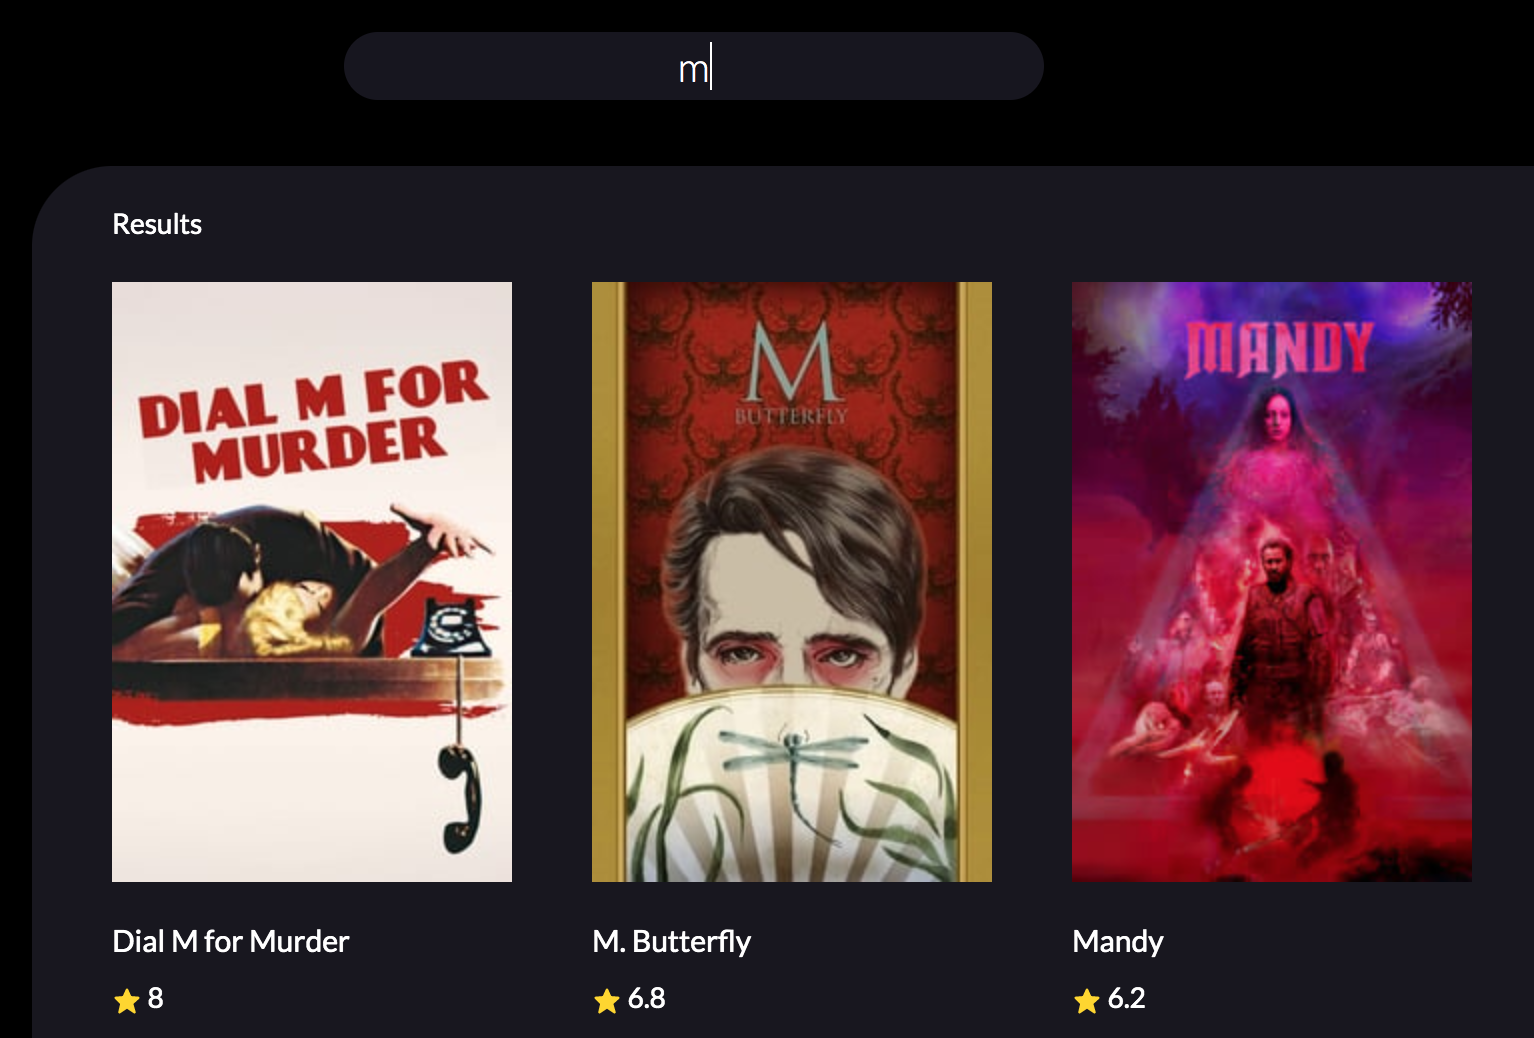 m
Results
DIAL M FOR
MURDER
M
BUTTERFLY
MANDY
Dial M for Murder
M. Butterfly
Mandy
8
6.8
6.2